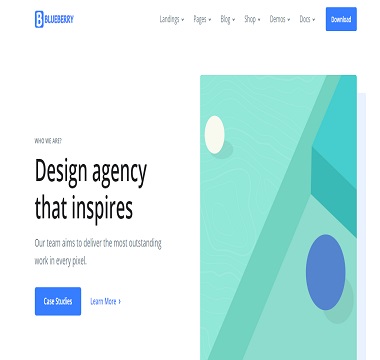 BLUEBERRY
Landings Pages Blog Shop Demos Docs Download
WHO WE ARE?
Design agency
that inspires
Our team aims to deliver the most outstanding
work in every pixel.
Case Studies Learn More